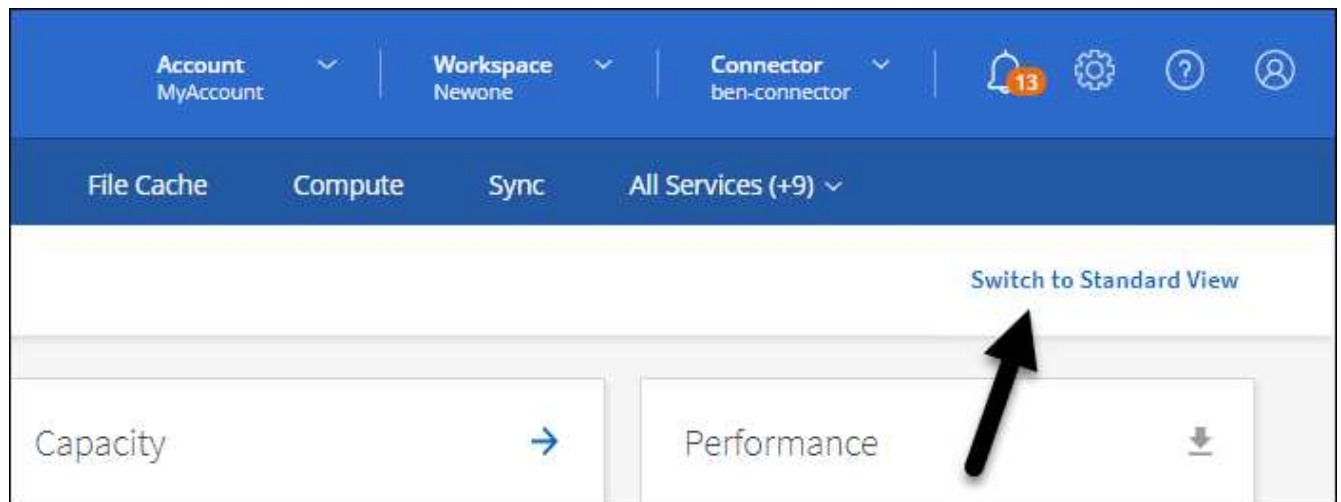 Account Workspace Connector
MyAccount Newone ben-connector 13
File Cache Compute Sync All Services (+9)
Switch to Standard View
Capacity Performance